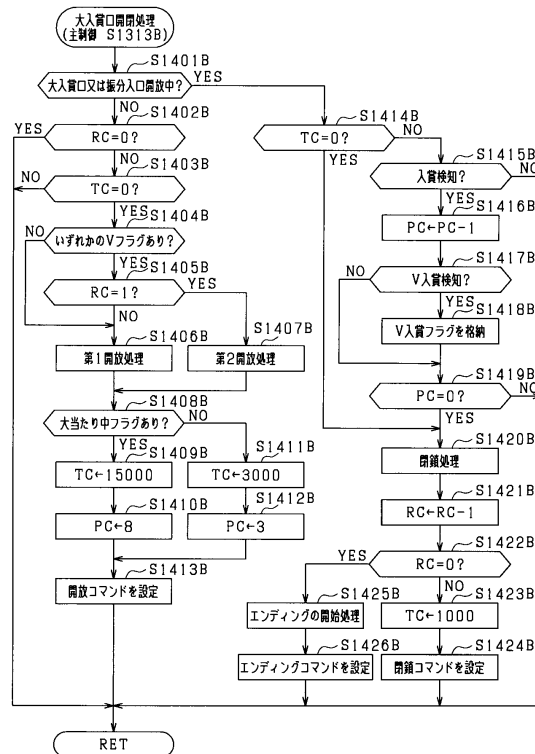 大入賞口開閉処理
(主制御 S1313B)
S1401B
大入賞口又は振分入口開放中?
YES
NO
S1402B
YES
RC=0?
NO
S1403B
NO
TC=0?
YES
S1404B
NO
いずれかのVフラグあり?
YES
S1405B
RC=1?
YES
NO
S1406B
第1開放処理
S1407B
第2開放処理
S1408B
大当たり中フラグあり?
NO
YES
S1409B
TC←15000
S1411B
TC←3000
S1410B
PC←8
S1412B
PC←3
S1413B
開放コマンドを設定
RET
S1414B
TC=0?
NO
YES
S1415B
入賞検知?
NO
YES
S1416B
PC←PC-1
S1417B
NO
V入賞検知?
YES
S1418B
V入賞フラグを格納
S1419B
PC=0?
NO
YES
S1420B
閉鎖処理
S1421B
RC←RC-1
S1422B
YES
RC=0?
NO
S1425B
エンディングの開始処理
S1423B
TC←1000
S1426B
エンディングコマンドを設定
S1424B
閉鎖コマンドを設定